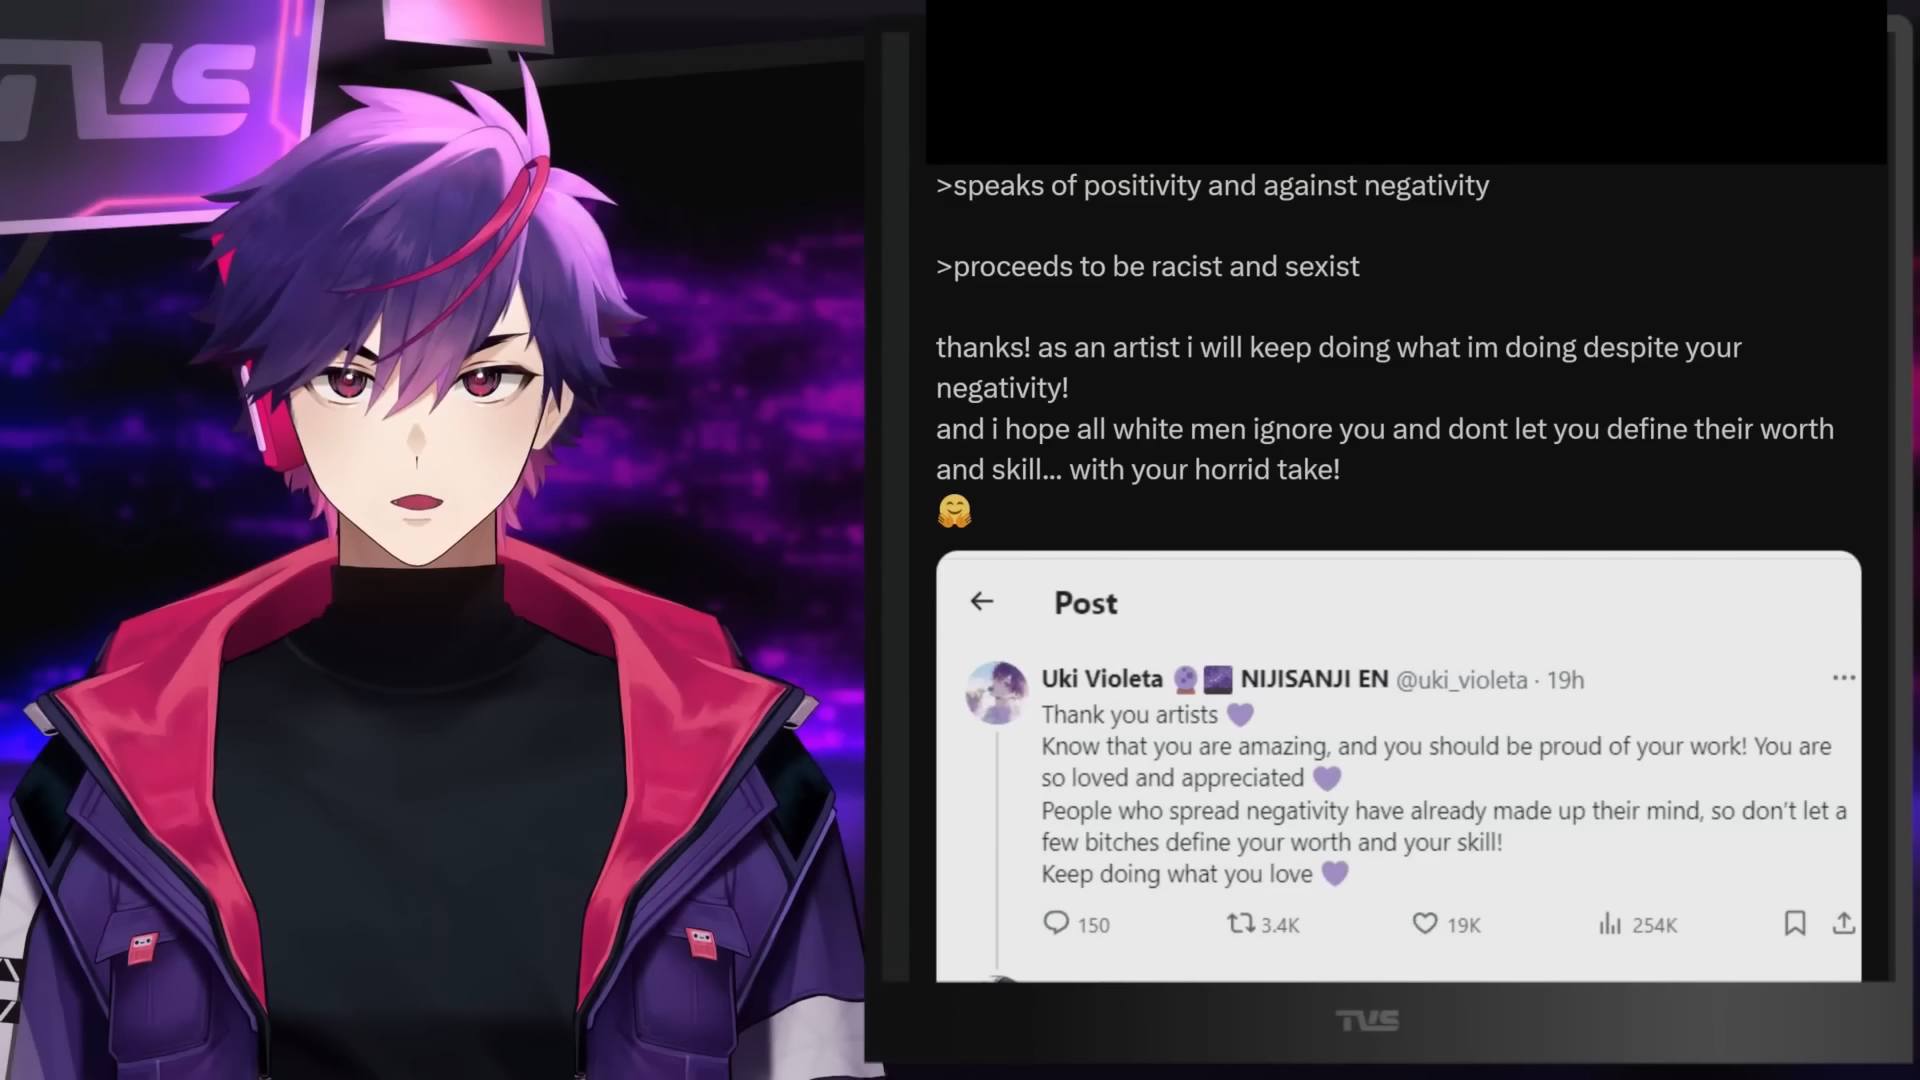 TVS
>speaks of positivity and against negativity
>proceeds to be racist and sexist
thanks! as an artist i will keep doing what im doing despite your
negativity!
and i hope all white men ignore you and dont let you define their worth
and skill... with your horrid take!
🤗
Post
Uki Violeta 🔮🌌 NIJISANJI EN @uki_violeta · 19h
Thank you artists 💜
Know that you are amazing, and you should be proud of your work! You are
so loved and appreciated 💜
People who spread negativity have already made up their mind, so don't let a
few bitches define your worth and your skill!
Keep doing what you love 💜
150 3.4K 19K 254K
TVS